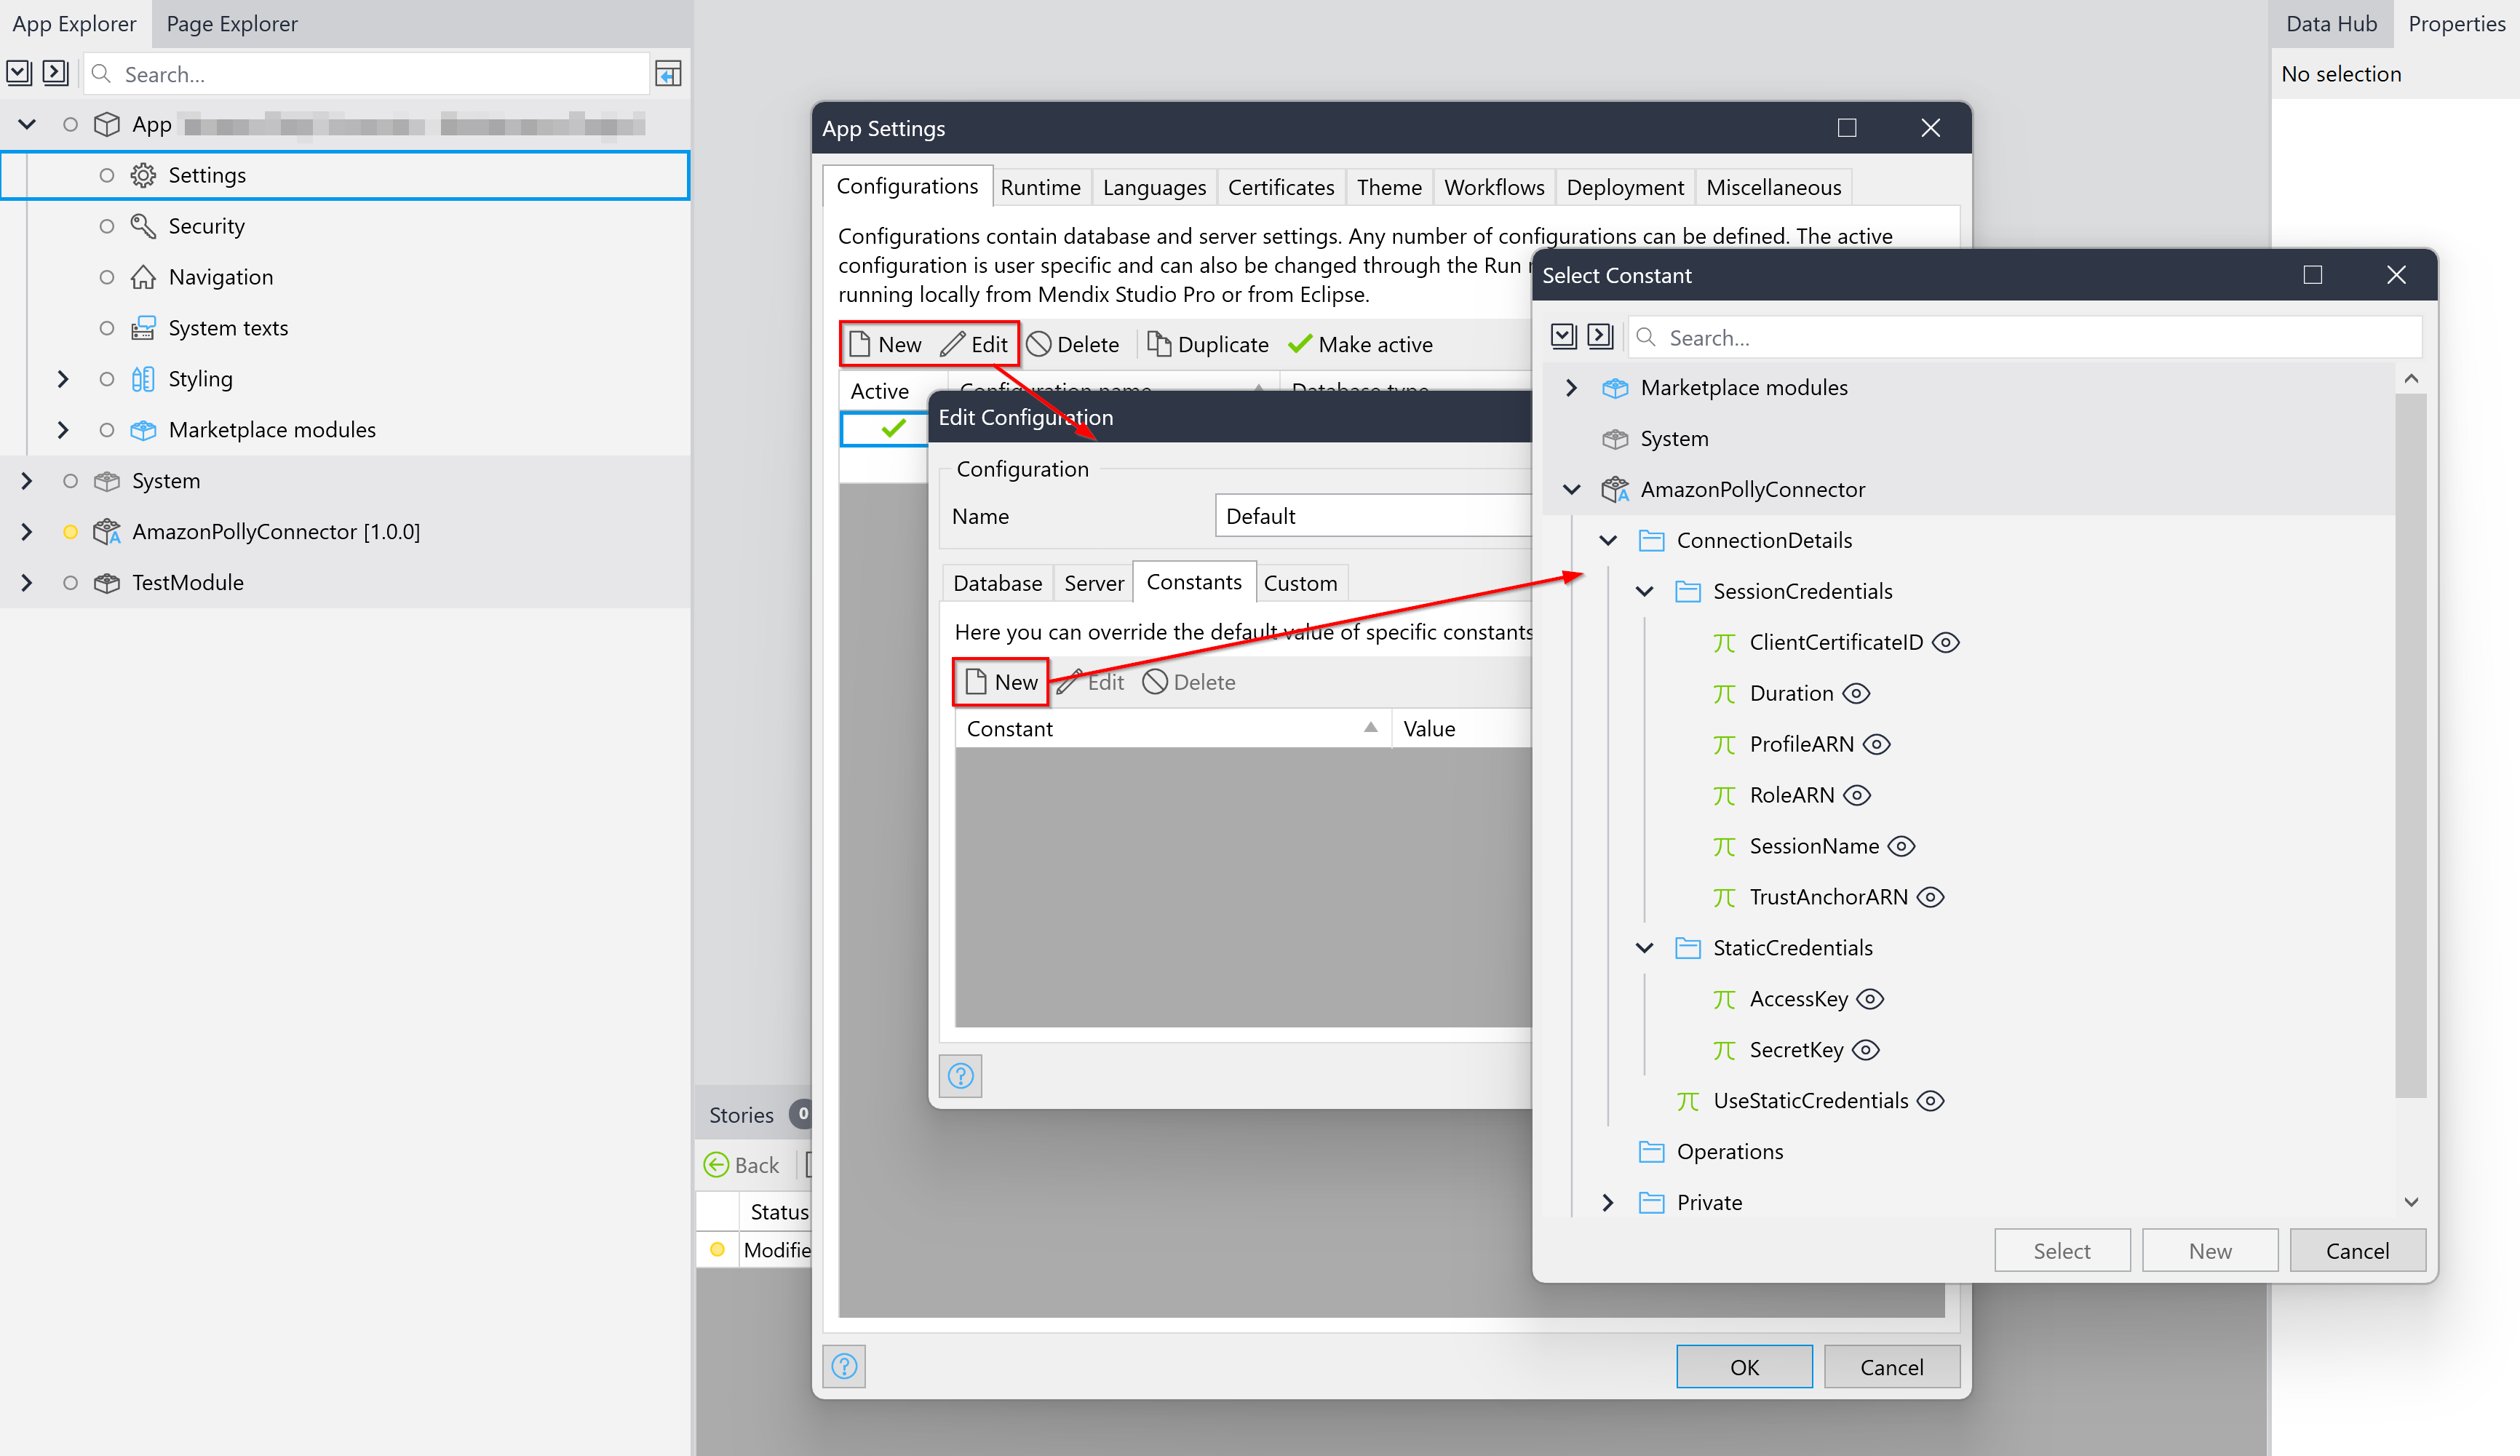 App Explorer
Page Explorer
Search...
App
Settings
Security
Navigation
System texts
Styling
Marketplace modules
System
AmazonPollyConnector [1.0.0]
TestModule
Stories 0
Back
Status
Modifie
App Settings
Configurations Runtime Languages Certificates Theme Workflows Deployment Miscellaneous
Configurations contain database and server settings. Any number of configurations can be defined. The active
configuration is user specific and can also be changed through the Run
running locally from Mendix Studio Pro or from Eclipse.
New Edit Delete Duplicate Make active
Active Configuration name Database type
Edit Configuration
Configuration
Name Default
Database Server Constants Custom
Here you can override the default value of specific constants
New Edit Delete
Constant Value
?
?
OK Cancel
Select Constant
Search...
Marketplace modules
System
AmazonPollyConnector
ConnectionDetails
SessionCredentials
ClientCertificateID
Duration
ProfileARN
RoleARN
SessionName
TrustAnchorARN
StaticCredentials
AccessKey
SecretKey
UseStaticCredentials
Operations
Private
Select New Cancel
Data Hub Properties
No selection